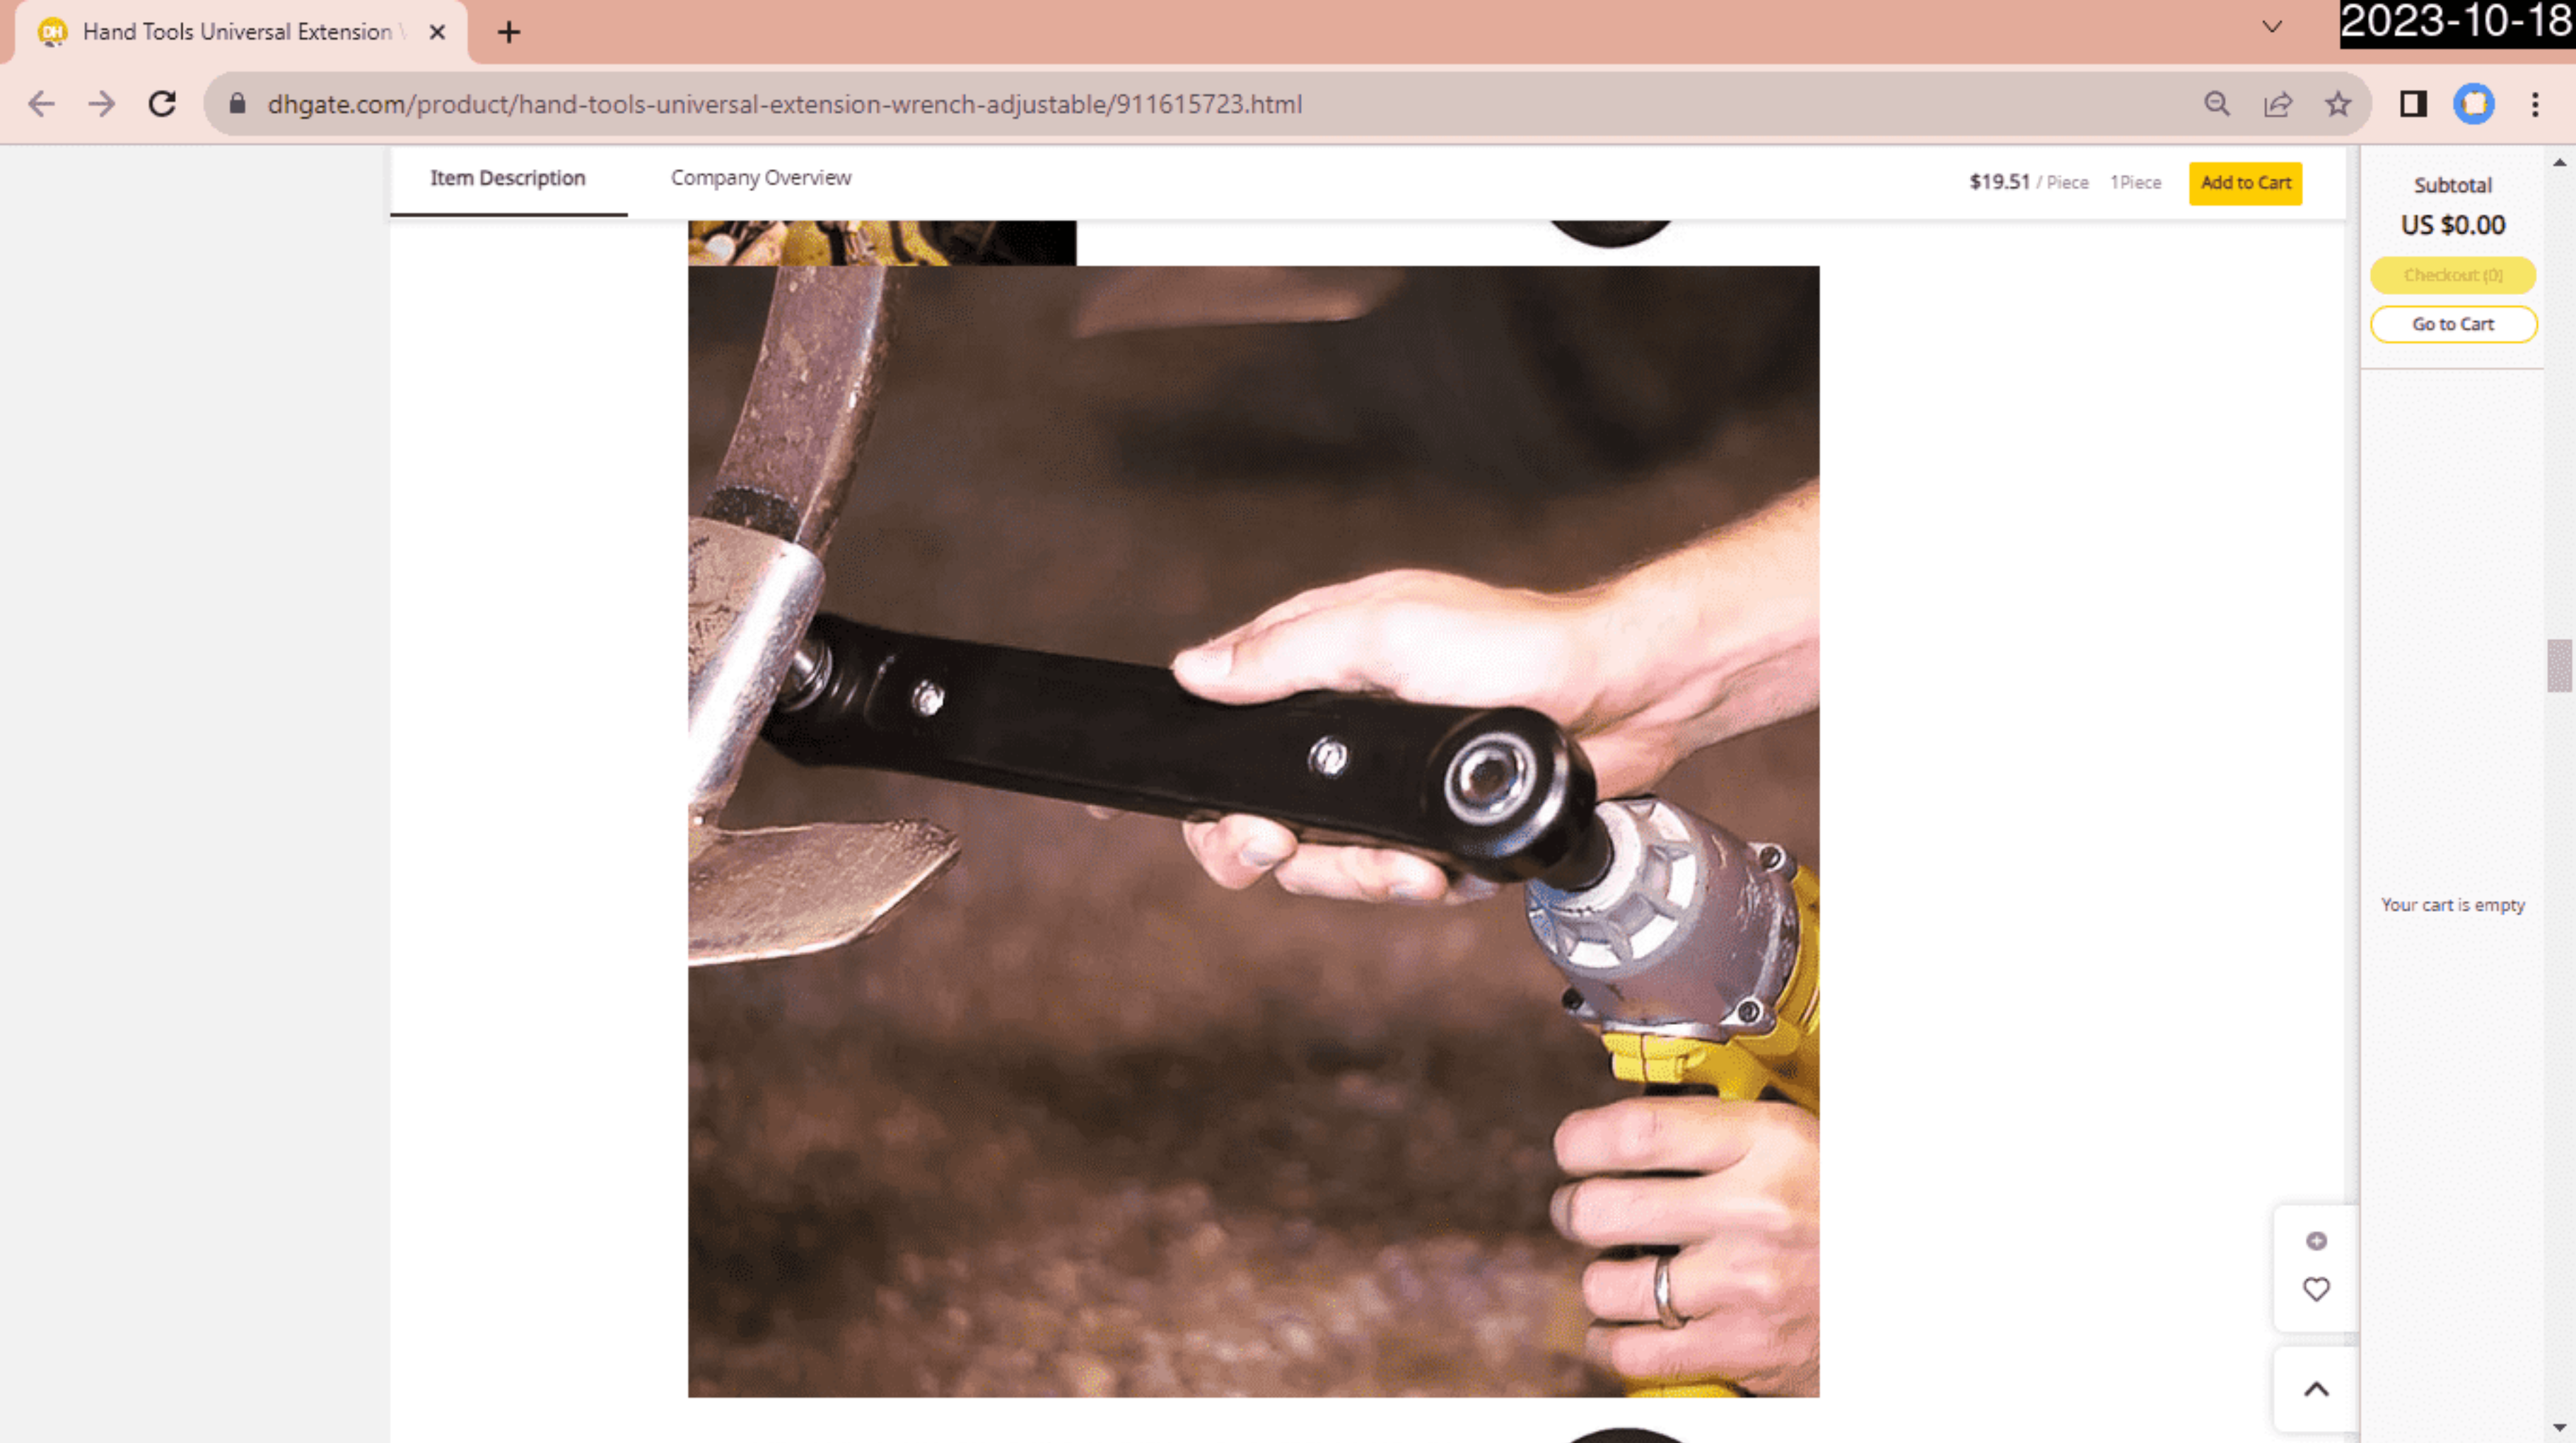 Hand Tools Universal Extension
2023-10-18
dhgate.com/product/hand-tools-universal-extension-wrench-adjustable/911615723.html
Item Description
Company Overview
$19.51 / Piece 1Piece
Add to Cart
Subtotal
US $0.00
Checkout (0)
Go to Cart
Your cart is empty